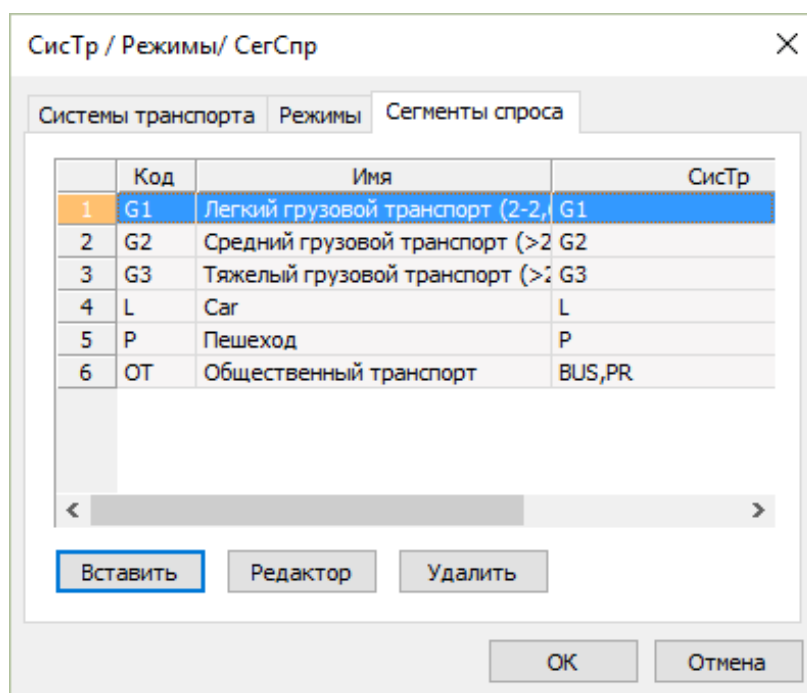 СисТр / Режимы/ СегСпр
Системы транспорта Режимы Сегменты спроса
Код Имя СисТр
1 G1 Легкий грузовой транспорт (2-2, G1
2 G2 Средний грузовой транспорт (>2 G2
3 G3 Тяжелый грузовой транспорт (>2 G3
4 L Car L
5 P Пешеход P
6 OT Общественный транспорт BUS,PR
Вставить Редактор Удалить
ОК Отмена